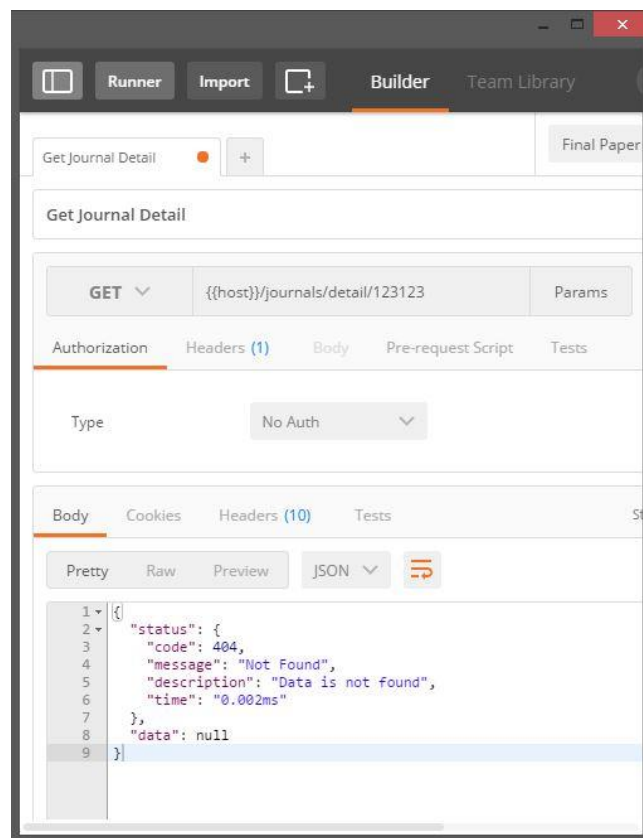 Runner Import Builder Team Library
Get Journal Detail + Final Paper
Get Journal Detail
GET {{host}}/journals/detail/123123 Params
Authorization Headers (1) Body Pre-request Script Tests
Type No Auth
Body Cookies Headers (10) Tests St
Pretty Raw Preview JSON
1 {
2 "status": {
3 "code": 404,
4 "message": "Not Found",
5 "description": "Data is not found",
6 "time": "0.002ms"
7 },
8 "data": null
9 }